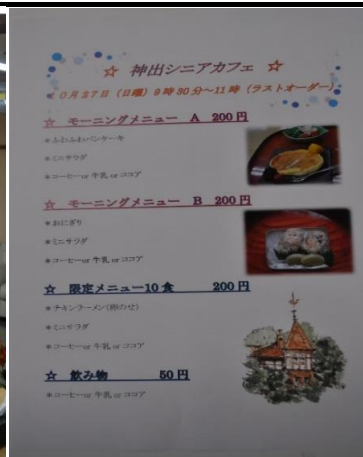 ☆ 神出シニアカフェ ☆
10月27日(日曜)9時30分~11時(ラストオーダー)
☆ モーニングメニュー A 200円
*ふわふわパンケーキ
*ミニサラダ
*コーヒー or 牛乳 or ココア
☆ モーニングメニュー B 200円
*おにぎり
*ミニサラダ
*コーヒー or 牛乳 or ココア
☆ 限定メニュー10食 200円
*チキンラーメン(卵のせ)
*ミニサラダ
*コーヒー or 牛乳 or ココア
☆ 飲み物 50円
*コーヒー or 牛乳 or ココア